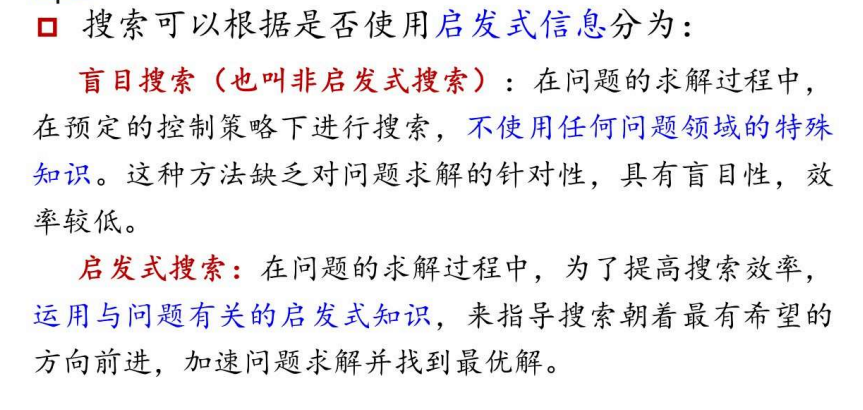 搜索可以根据是否使用启发式信息分为：
盲目搜索（也叫非启发式搜索）：在问题的求解过程中，
在预定的控制策略下进行搜索，不使用任何问题领域的特殊
知识。这种方法缺乏对问题求解的针对性，具有盲目性，效
率较低。
启发式搜索：在问题的求解过程中，为了提高搜索效率，
运用与问题有关的启发式知识，来指导搜索朝着最有希望的
方向前进，加速问题求解并找到最优解。